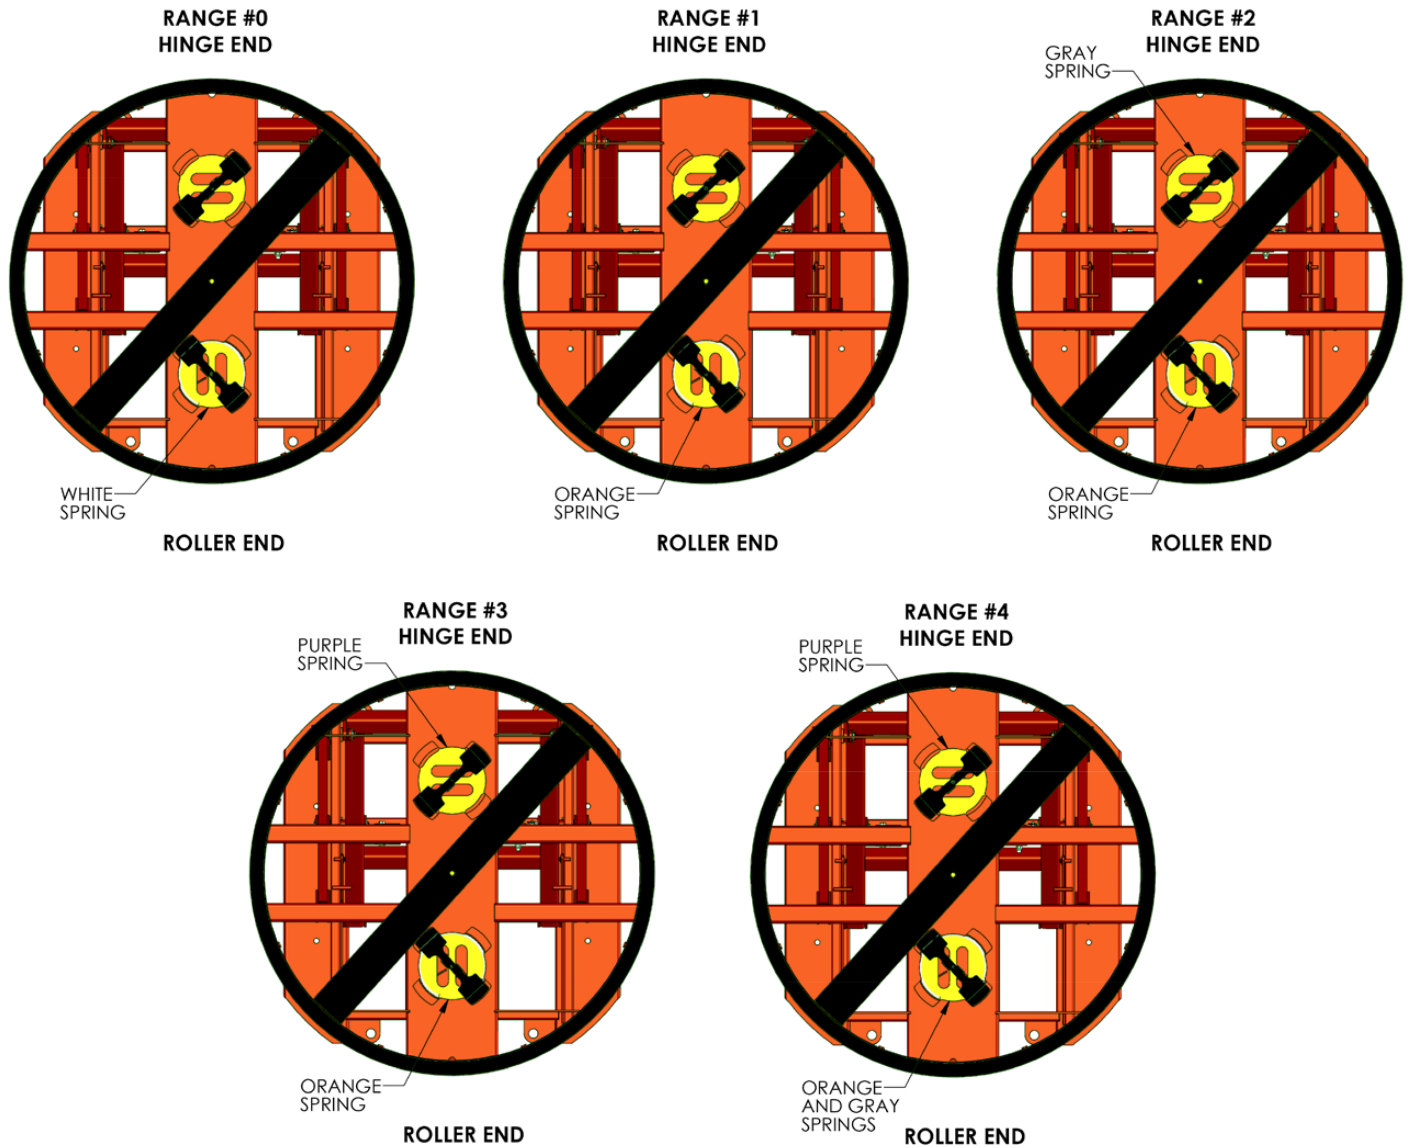 RANGE #0
HINGE END
WHITE
SPRING
ROLLER END
RANGE #1
HINGE END
ORANGE
SPRING
ROLLER END
RANGE #2
HINGE END
GRAY
SPRING
ORANGE
SPRING
ROLLER END
RANGE #3
HINGE END
PURPLE
SPRING
ORANGE
SPRING
ROLLER END
RANGE #4
HINGE END
PURPLE
SPRING
ORANGE
AND GRAY
SPRINGS
ROLLER END